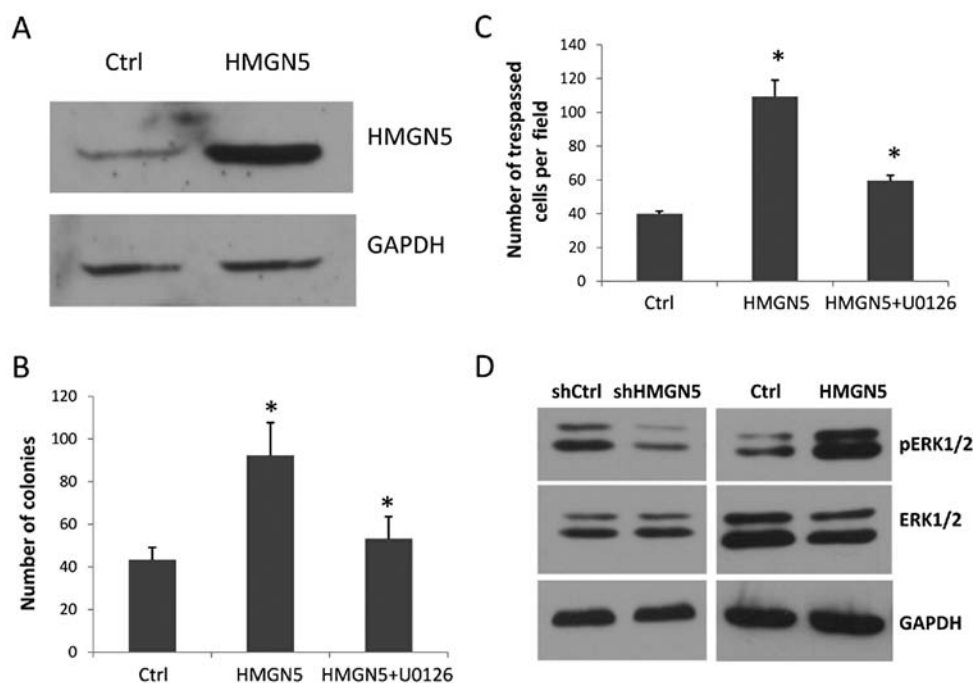 A
Ctrl HMGN5
HMGN5
GAPDH
B
Number of colonies
120
100
80
60
40
20
0
*
*
Ctrl HMGN5 HMGN5+U0126
C
Number of trespassed
cells per field
140
120
100
80
60
40
20
0
*
*
Ctrl HMGN5 HMGN5+U0126
D
shCtrl shHMGN5 Ctrl HMGN5
pERK1/2
ERK1/2
GAPDH